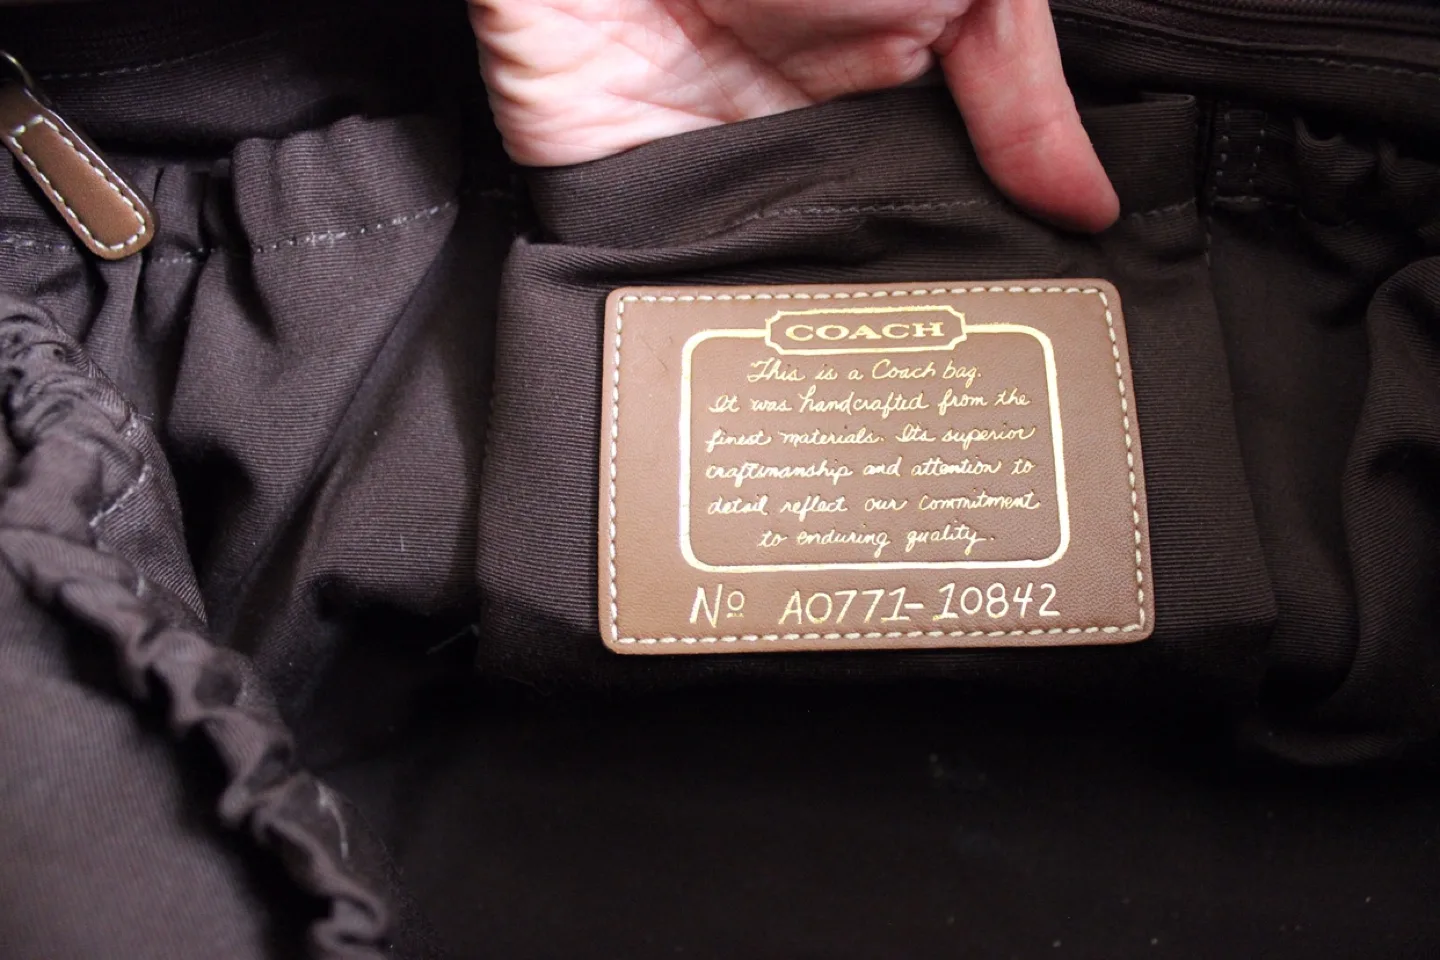 COACH
This is a Coach bag.
It was handcrafted from the
finest materials. Its superior
craftsmanship and attention to
detail reflect our commitment
to enduring quality.
Nº A0771-10842